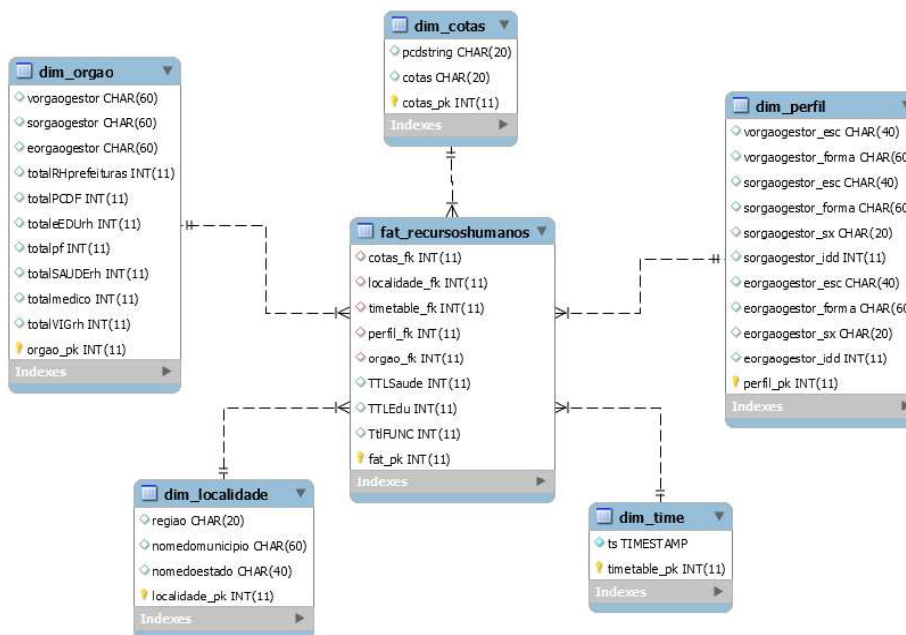 dim_cotas
pcdstring CHAR(20)
cotas CHAR(20)
cotas_pk INT(11)
Indexes
dim_orgao
vorgaogestor CHAR(60)
sorgaogestor CHAR(60)
eorgaogestor CHAR(60)
totalRHprefeituras INT(11)
totalPCDF INT(11)
totaleEDUrh INT(11)
totalpf INT(11)
totalSAUDErh INT(11)
totalmedico INT(11)
totalVIGrh INT(11)
orgao_pk INT(11)
Indexes
dim_perfil
vorgaogestor_esc CHAR(40)
vorgaogestor_forma CHAR(60
sorgaogestor_esc CHAR(40)
sorgaogestor_forma CHAR(60
sorgaogestor_sx CHAR(20)
sorgaogestor_idd INT(11)
eorgaogestor_esc CHAR(40)
eorgaogestor_forma CHAR(60
eorgaogestor_sx CHAR(20)
eorgaogestor_idd INT(11)
perfil_pk INT(11)
Indexes
fat_recursoshumanos
cotas_fk INT(11)
localidade_fk INT(11)
timetable_fk INT(11)
perfil_fk INT(11)
orgao_fk INT(11)
TTLSaude INT(11)
TTLEdu INT(11)
TtlFUNC INT(11)
fat_pk INT(11)
Indexes
dim_localidade
regiao CHAR(20)
nomedomunicipio CHAR(60)
nomedoestado CHAR(40)
localidade_pk INT(11)
Indexes
dim_time
ts TIMESTAMP
timetable_pk INT(11)
Indexes